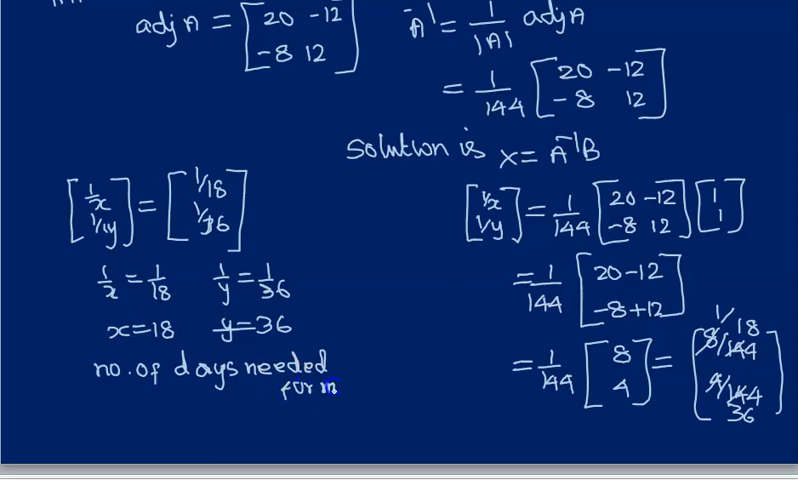 adj A = [20 -12
-8 12]
A⁻¹ = 1/|A| adj A
= 1/144 [20 -12
-8 12]
Solution is X = A⁻¹B
[1/x
1/y] = 1/144 [20 -12
-8 12] [1
1]
= 1/144 [20-12
-8+12]
= 1/144 [8
4] = [8/144 1/18
4/144 36]
[1/x
1/y] = [1/18
1/36]
1/x = 1/18 1/y = 1/36
x=18 y=36
no. of days needed
for m